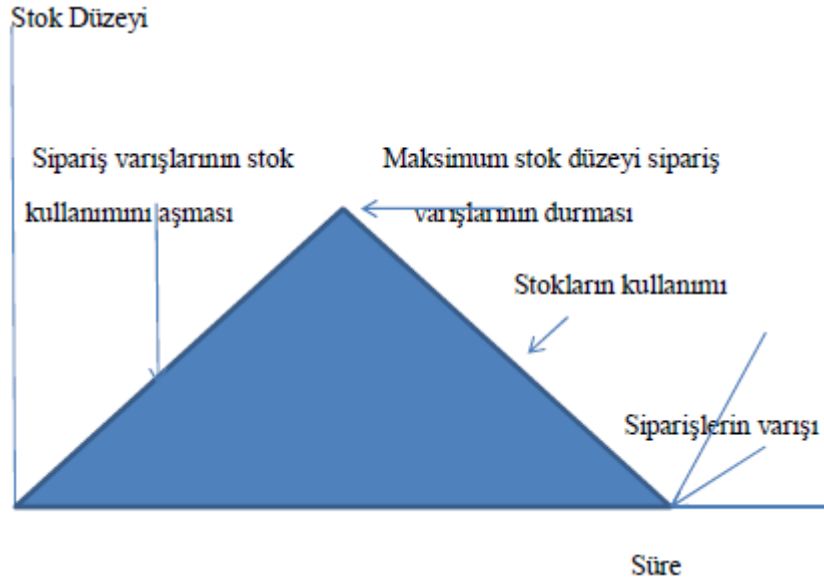 Stok Düzeyi
Sipariş varışlarının stok
kullanımını aşması
Maksimum stok düzeyi sipariş
varışlarının durması
Stokların kullanımı
Siparişlerin varışı
Süre